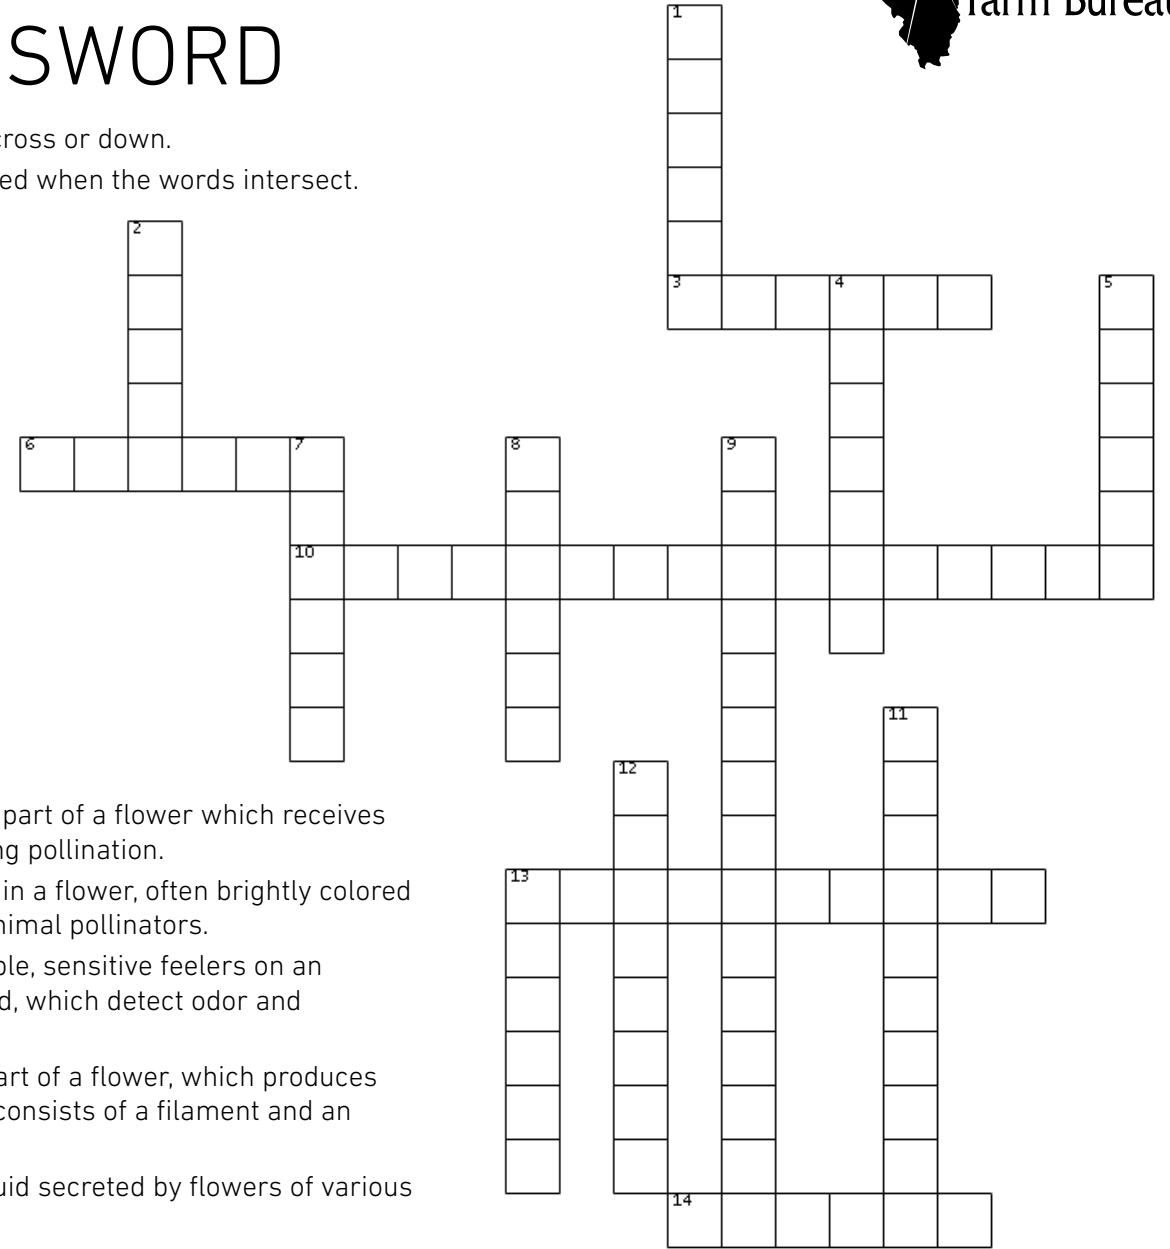 SWORD
farm Bureau
cross or down.
ed when the words intersect.
1
2
3
4
5
6
7
8
9
10
11
12
13
14
part of a flower which receives
ng pollination.
in a flower, often brightly colored
nimal pollinators.
ble, sensitive feelers on an
d, which detect odor and
art of a flower, which produces
consists of a filament and an
uid secreted by flowers of various